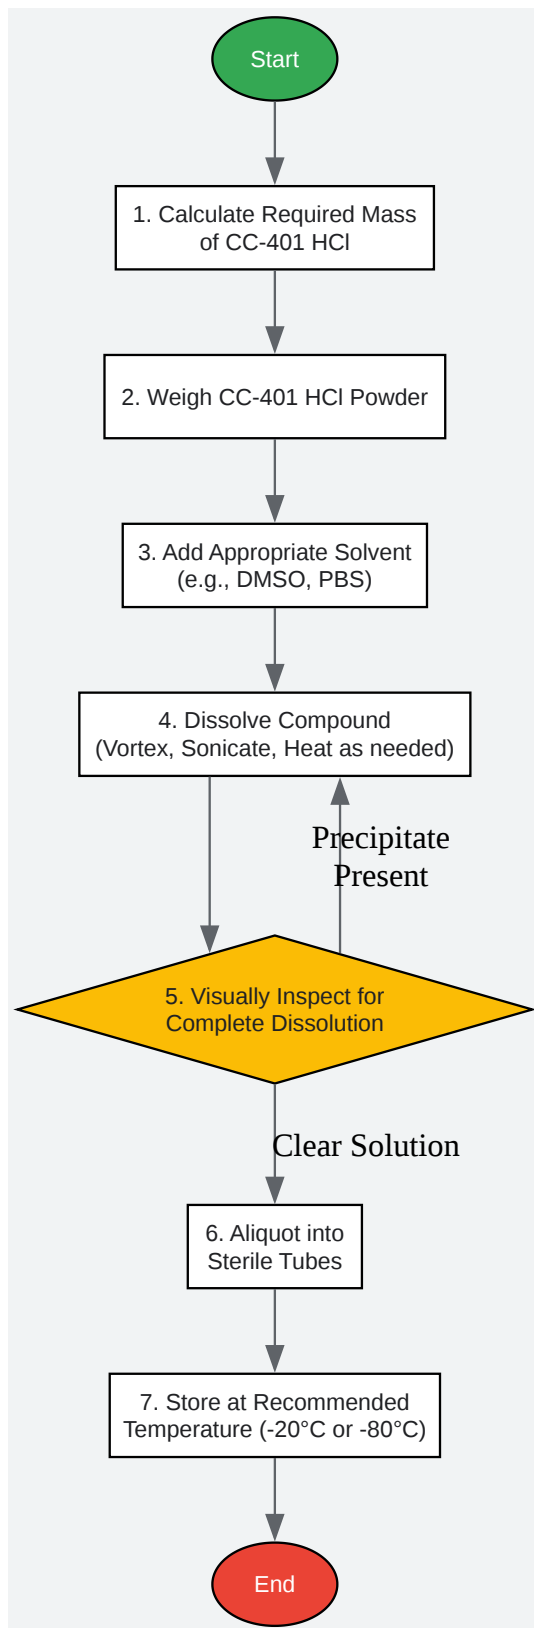 Start
1. Calculate Required Mass
of CC-401 HCl
2. Weigh CC-401 HCl Powder
3. Add Appropriate Solvent
(e.g., DMSO, PBS)
4. Dissolve Compound
(Vortex, Sonicate, Heat as needed)
Precipitate
Present
5. Visually Inspect for
Complete Dissolution
Clear Solution
6. Aliquot into
Sterile Tubes
7. Store at Recommended
Temperature (-20°C or -80°C)
End